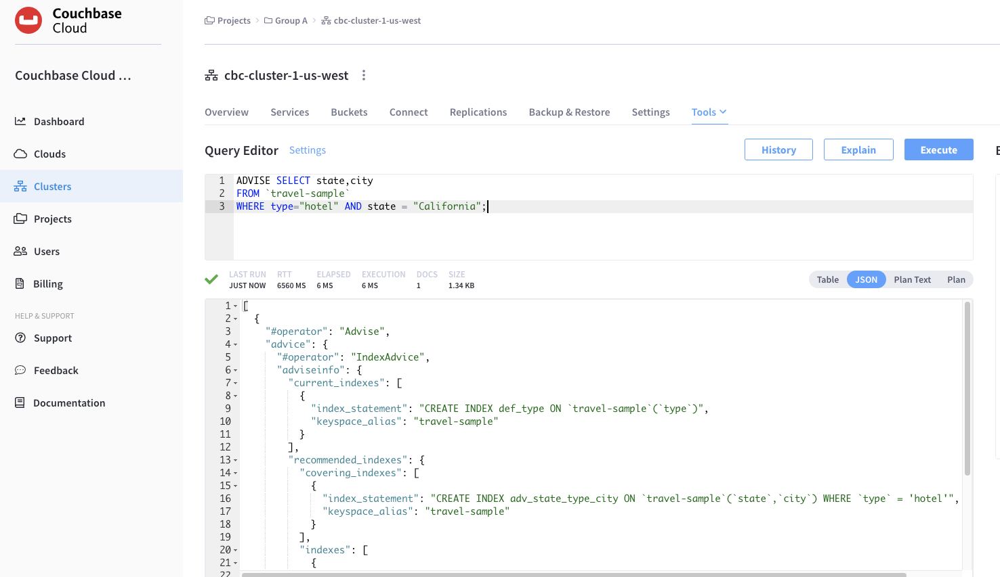 Couchbase
Cloud
Couchbase Cloud ...
Dashboard
Clouds
Clusters
Projects
Users
Billing
HELP & SUPPORT
Support
Feedback
Documentation
Projects > Group A > cbc-cluster-1-us-west
cbc-cluster-1-us-west
Overview Services Buckets Connect Replications Backup & Restore Settings Tools
Query Editor Settings History Explain Execute
1 ADVISE SELECT state,city
2 FROM `travel-sample`
3 WHERE type="hotel" AND state = "California";
LAST RUN RTT ELAPSED EXECUTION DOCS SIZE
JUST NOW 6560 MS 6 MS 6 MS 1 1.34 KB
Table JSON Plan Text Plan
1 [
2 {
3 "#operator": "Advise",
4 "advice": {
5 "#operator": "IndexAdvice",
6 "adviseinfo": {
7 "current_indexes": [
8 {
9 "index_statement": "CREATE INDEX def_type ON `travel-sample`(`type`)",
10 "keyspace_alias": "travel-sample"
11 }
12 ],
13 "recommended_indexes": {
14 "covering_indexes": [
15 {
16 "index_statement": "CREATE INDEX adv_state_type_city ON `travel-sample`(`state`,`city`) WHERE `type` = 'hotel'",
17 "keyspace_alias": "travel-sample"
18 }
19 ],
20 "indexes": [
21 {
22